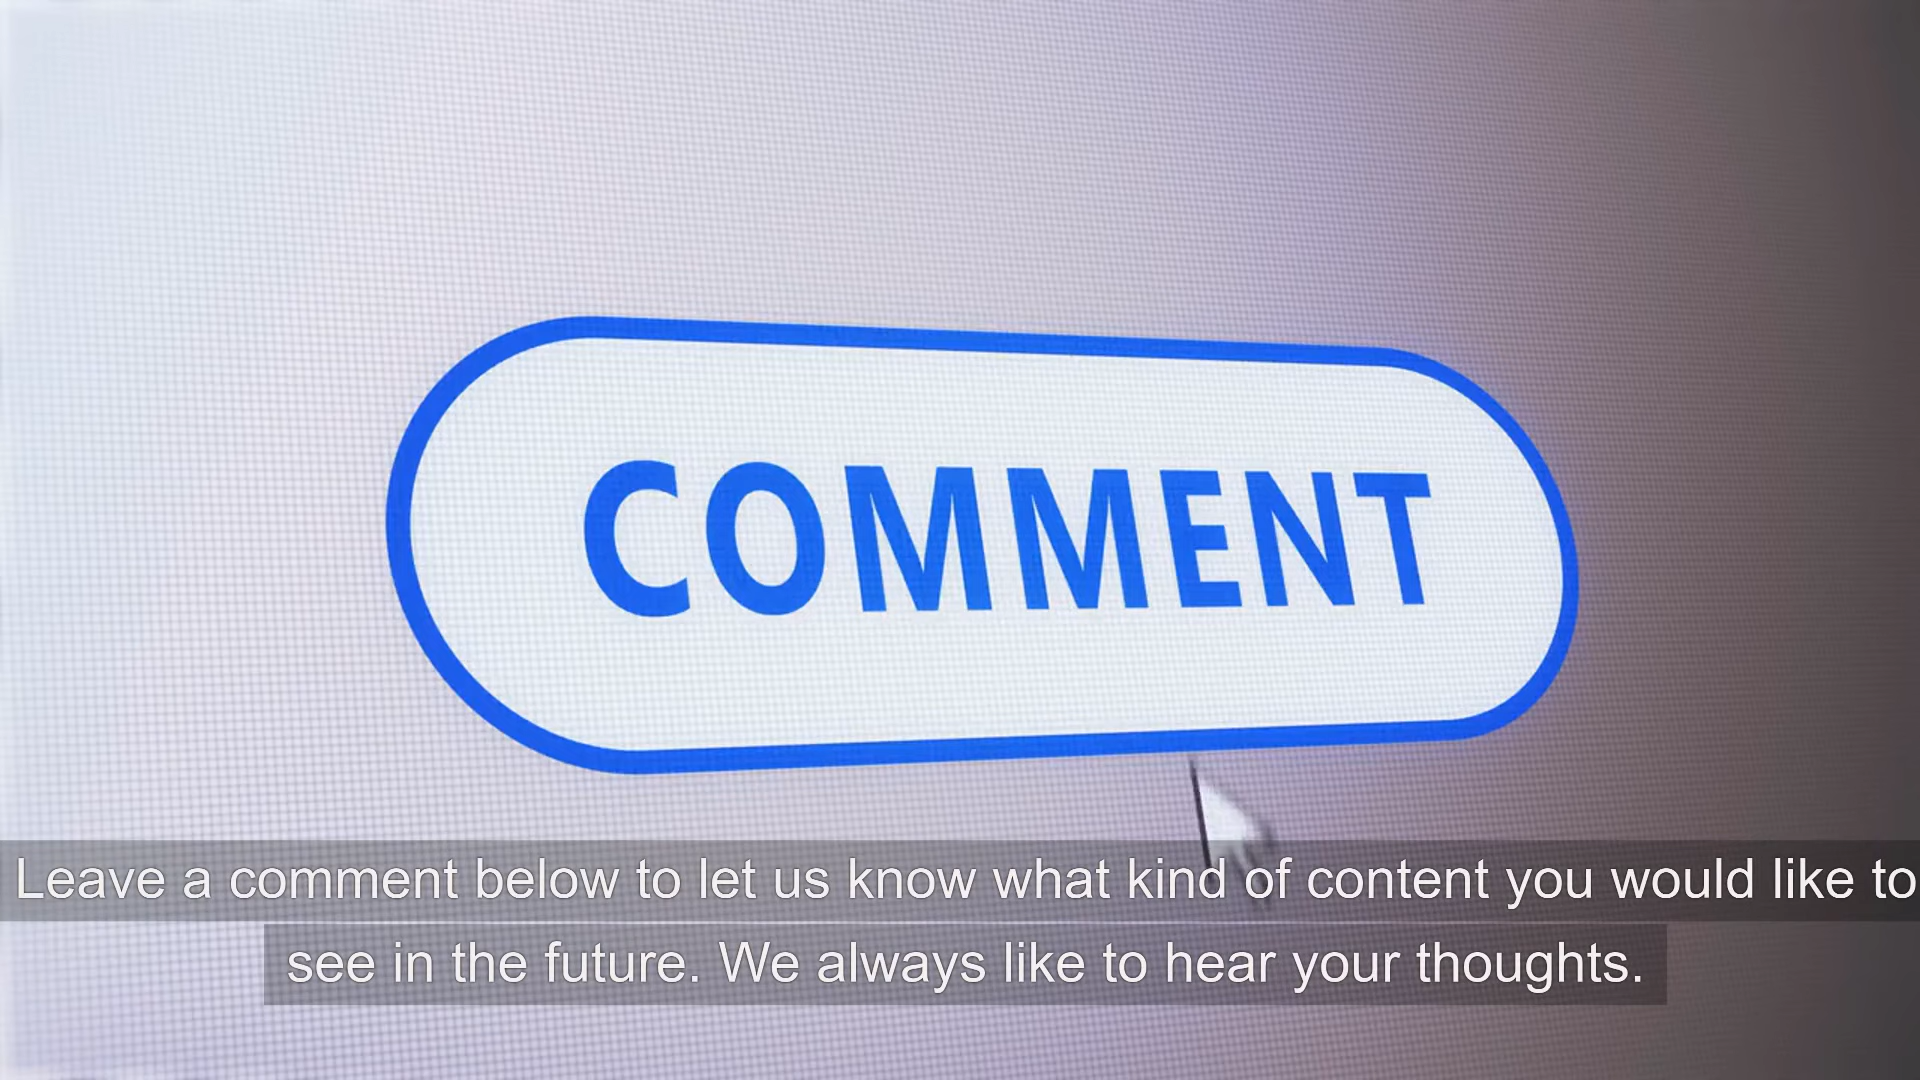 COMMENT
Leave a comment below to let us know what kind of content you would like to
see in the future. We always like to hear your thoughts.